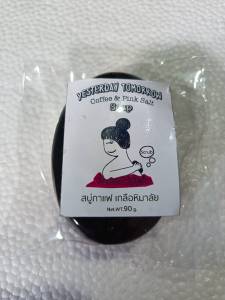 YESTERDAY TOMORROW
Coffee & Pink Salt
Soap
Scrub
สบู่กาแฟ เกลือหิมาลัย
Net.WT.90 g